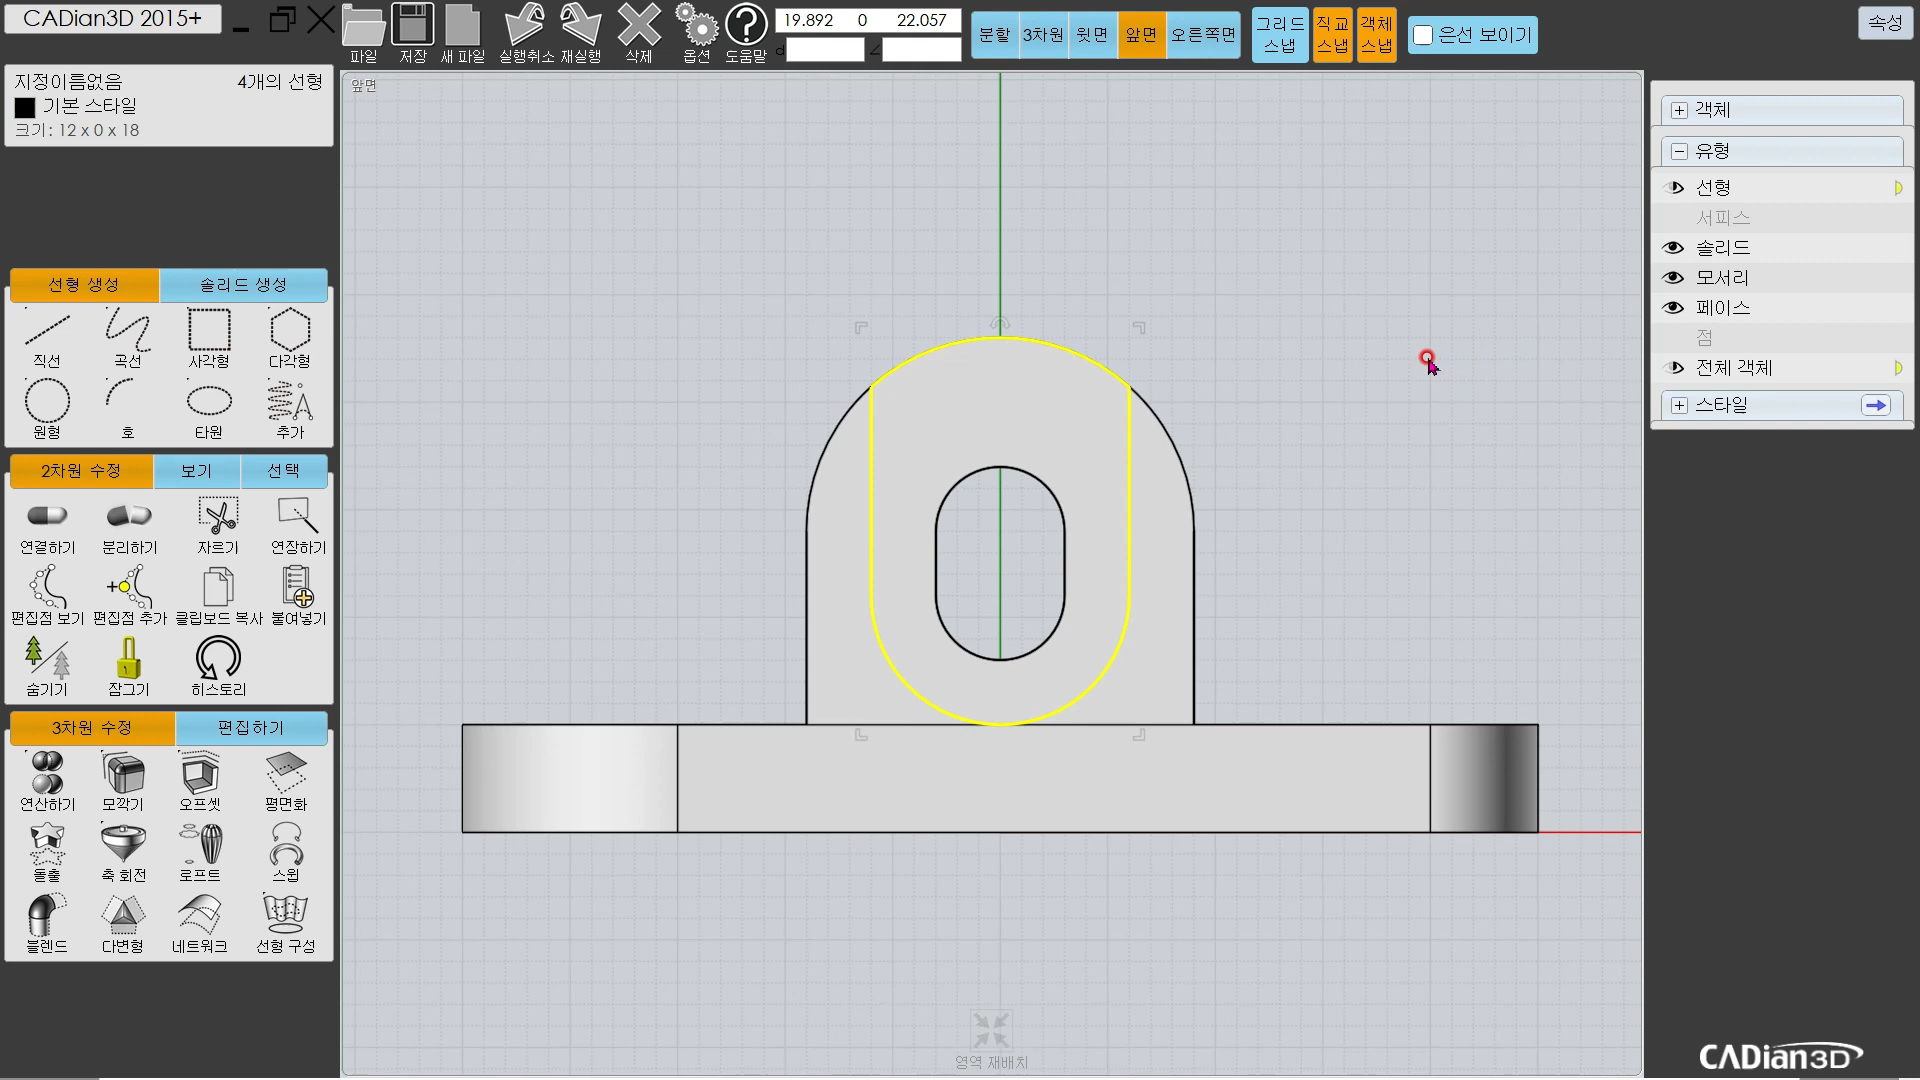 CADian3D 2015+
파일
저장
새 파일
실행취소
재실행
삭제
옵션
도움말
19.892 0 22.057
d
∠
분할
3차원
윗면
앞면
오른쪽면
그리드
스냅
직교
스냅
객체
스냅
은선 보이기
속성
지정이름없음
4개의 선형
기본 스타일
크기 : 12 x 0 x 18
앞면
객체
유형
선형
서피스
솔리드
모서리
페이스
점
전체 객체
스타일
선형 생성
솔리드 생성
직선
곡선
사각형
다각형
원형
호
타원
추가
2차원 수정
보기
선택
연결하기
분리하기
자르기
연장하기
편집점 보기
편집점 추가
클립보드 복사
붙여넣기
숨기기
잠그기
히스토리
3차원 수정
편집하기
연산하기
모깍기
오프셋
평면화
돌출
축 회전
로프트
스윕
블렌드
다변형
네트워크
선형 구성
영역 재배치
CADian3D